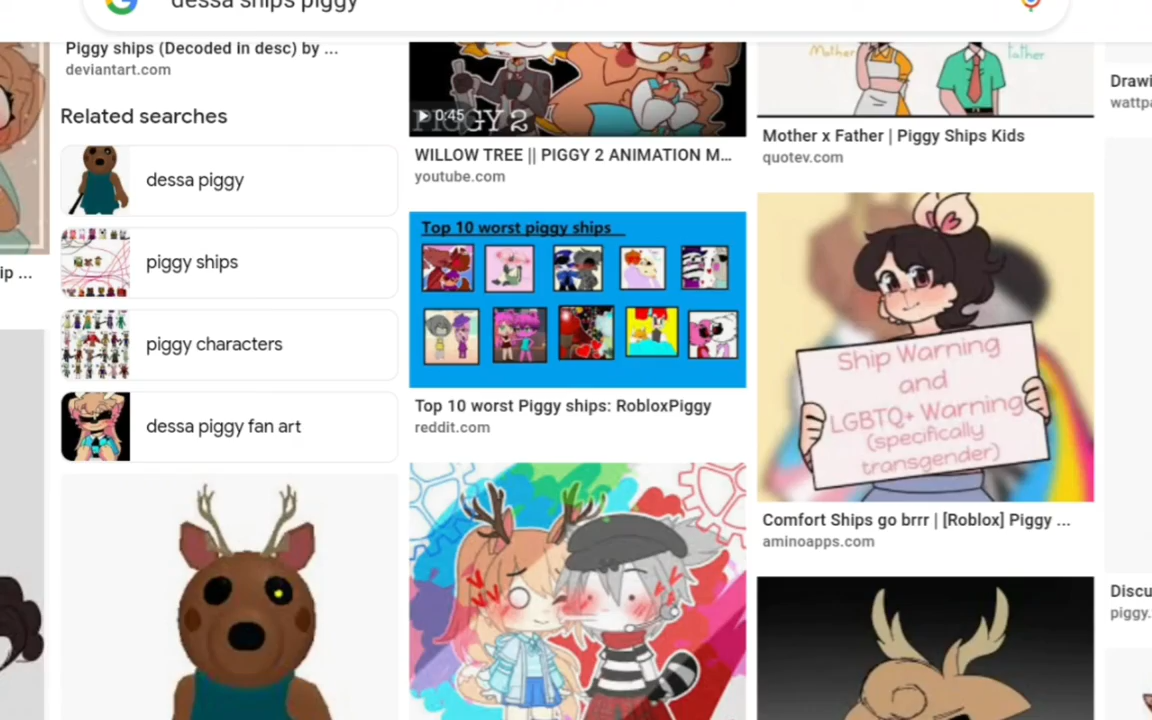 dessa ships piggy
Piggy ships (Decoded in desc) by ...
deviantart.com
Related searches
dessa piggy
piggy ships
piggy characters
dessa piggy fan art
ip ...
0:45
PIGGY 2
WILLOW TREE || PIGGY 2 ANIMATION M...
youtube.com
Top 10 worst piggy ships
Top 10 worst Piggy ships: RobloxPiggy
reddit.com
Mother
Father
Mother x Father | Piggy Ships Kids
quotev.com
Ship Warning
and
LGBTQ+ Warning
(specifically
transgender)
Comfort Ships go brrr | [Roblox] Piggy ...
aminoapps.com
Drawi
wattpa
Discu
piggy.